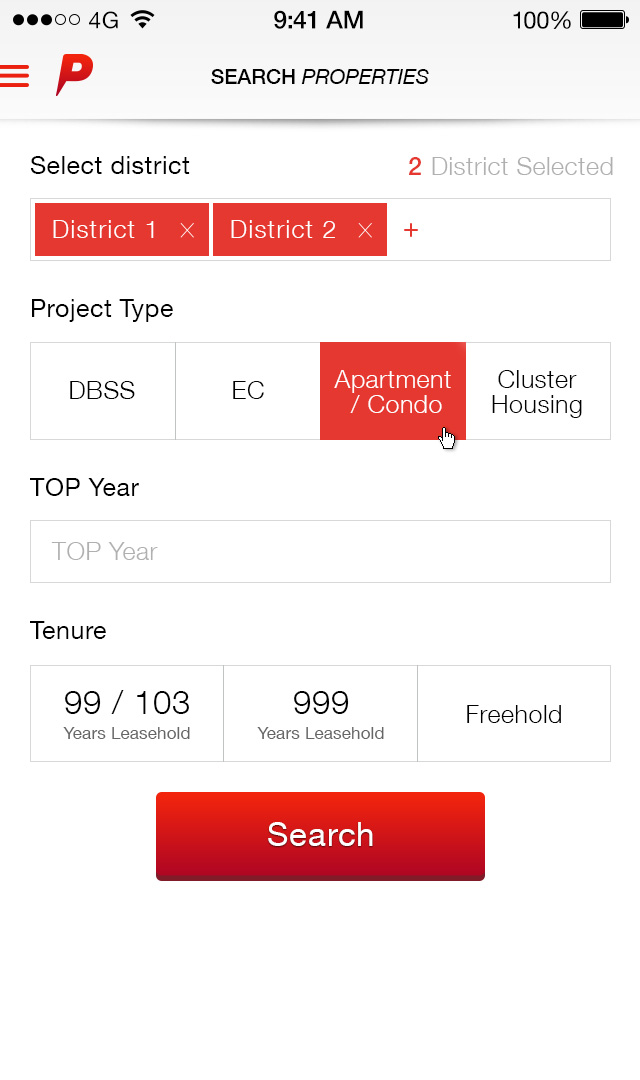 4G 9:41 AM 100%
P
SEARCH PROPERTIES
Select district 2 District Selected
District 1 × District 2 × +
Project Type
DBSS EC Apartment / Condo Cluster Housing
TOP Year
TOP Year
Tenure
99 / 103 999 Freehold
Years Leasehold Years Leasehold
Search